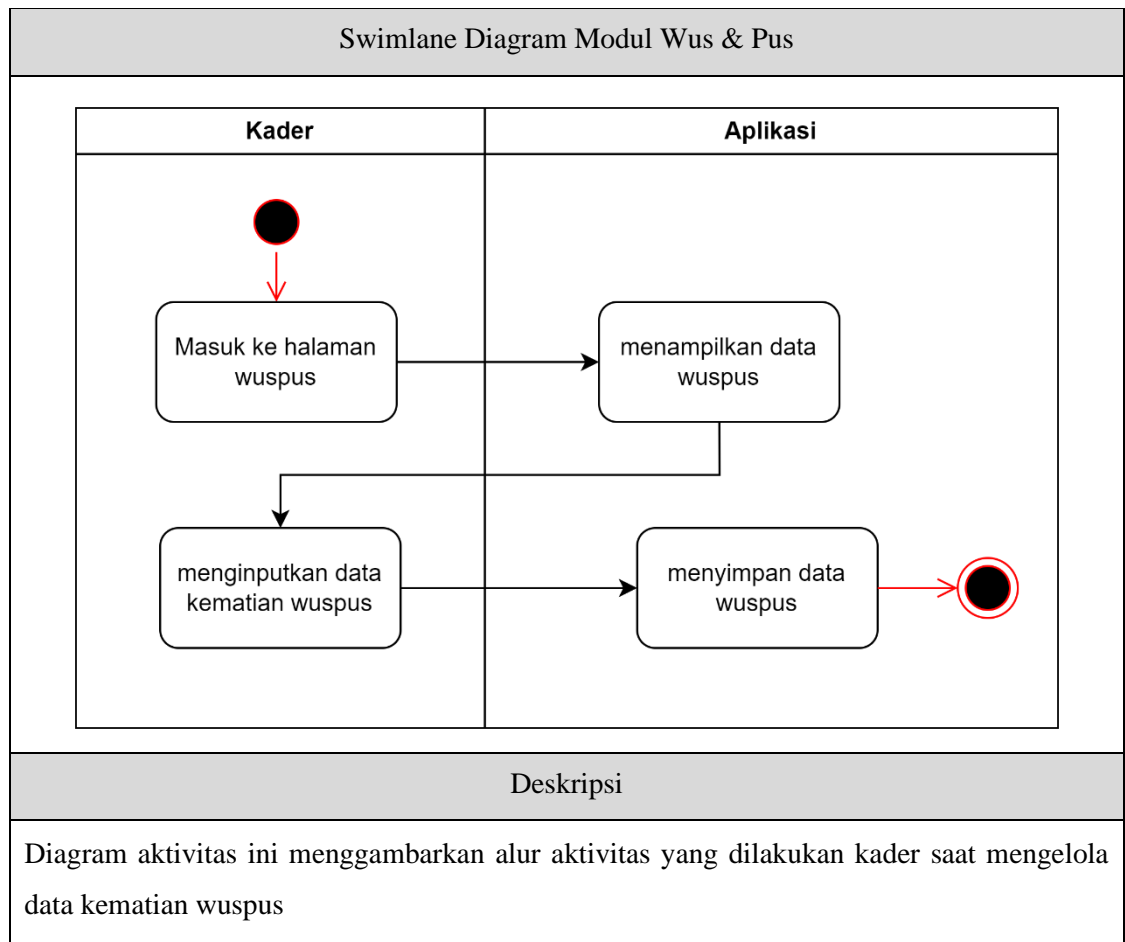 Swimlane Diagram Modul Wus & Pus
Kader
Aplikasi
Masuk ke halaman
wuspus
menampilkan data
wuspus
menginputkan data
kematian wuspus
menyimpan data
wuspus
Deskripsi
Diagram aktivitas ini menggambarkan alur aktivitas yang dilakukan kader saat mengelola
data kematian wuspus